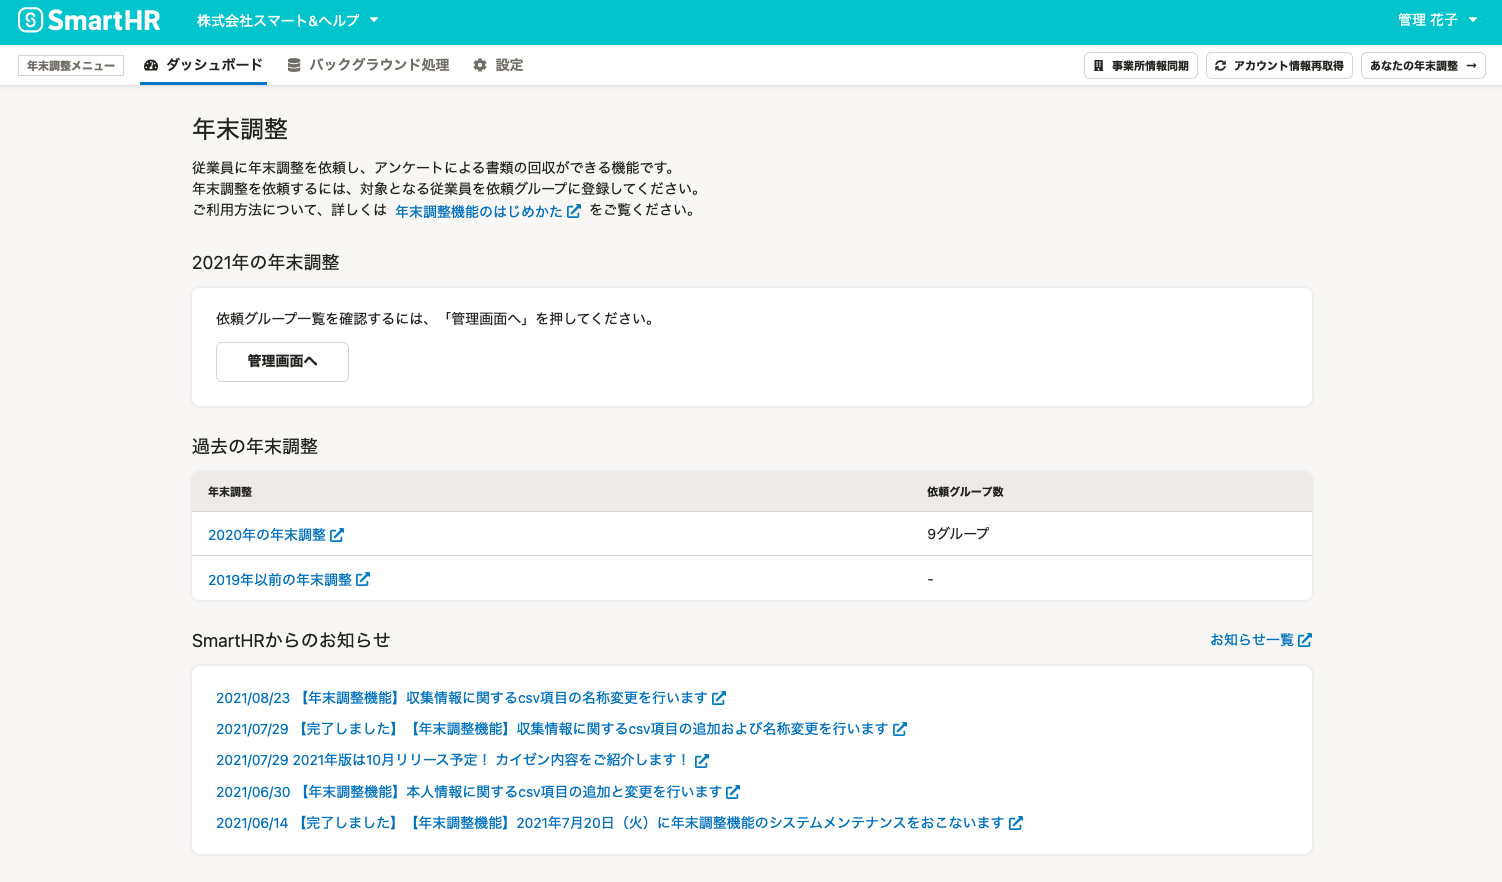 SmartHR 株式会社スマート&ヘルプ 管理 花子
年末調整メニュー ダッシュボード バックグラウンド処理 設定 事業所情報同期 アカウント情報再取得 あなたの年末調整 →
年末調整
従業員に年末調整を依頼し、アンケートによる書類の回収ができる機能です。
年末調整を依頼するには、対象となる従業員を依頼グループに登録してください。
ご利用方法について、詳しくは 年末調整機能のはじめかた をご覧ください。
2021年の年末調整
依頼グループ一覧を確認するには、「管理画面へ」を押してください。
管理画面へ
過去の年末調整
年末調整 依頼グループ数
2020年の年末調整 9グループ
2019年以前の年末調整 -
SmartHRからのお知らせ お知らせ一覧
2021/08/23 【年末調整機能】収集情報に関するcsv項目の名称変更を行います
2021/07/29 【完了しました】【年末調整機能】収集情報に関するcsv項目の追加および名称変更を行います
2021/07/29 2021年版は10月リリース予定！ カイゼン内容をご紹介します！
2021/06/30 【年末調整機能】本人情報に関するcsv項目の追加と変更を行います
2021/06/14 【完了しました】【年末調整機能】2021年7月20日（火）に年末調整機能のシステムメンテナンスをおこないます